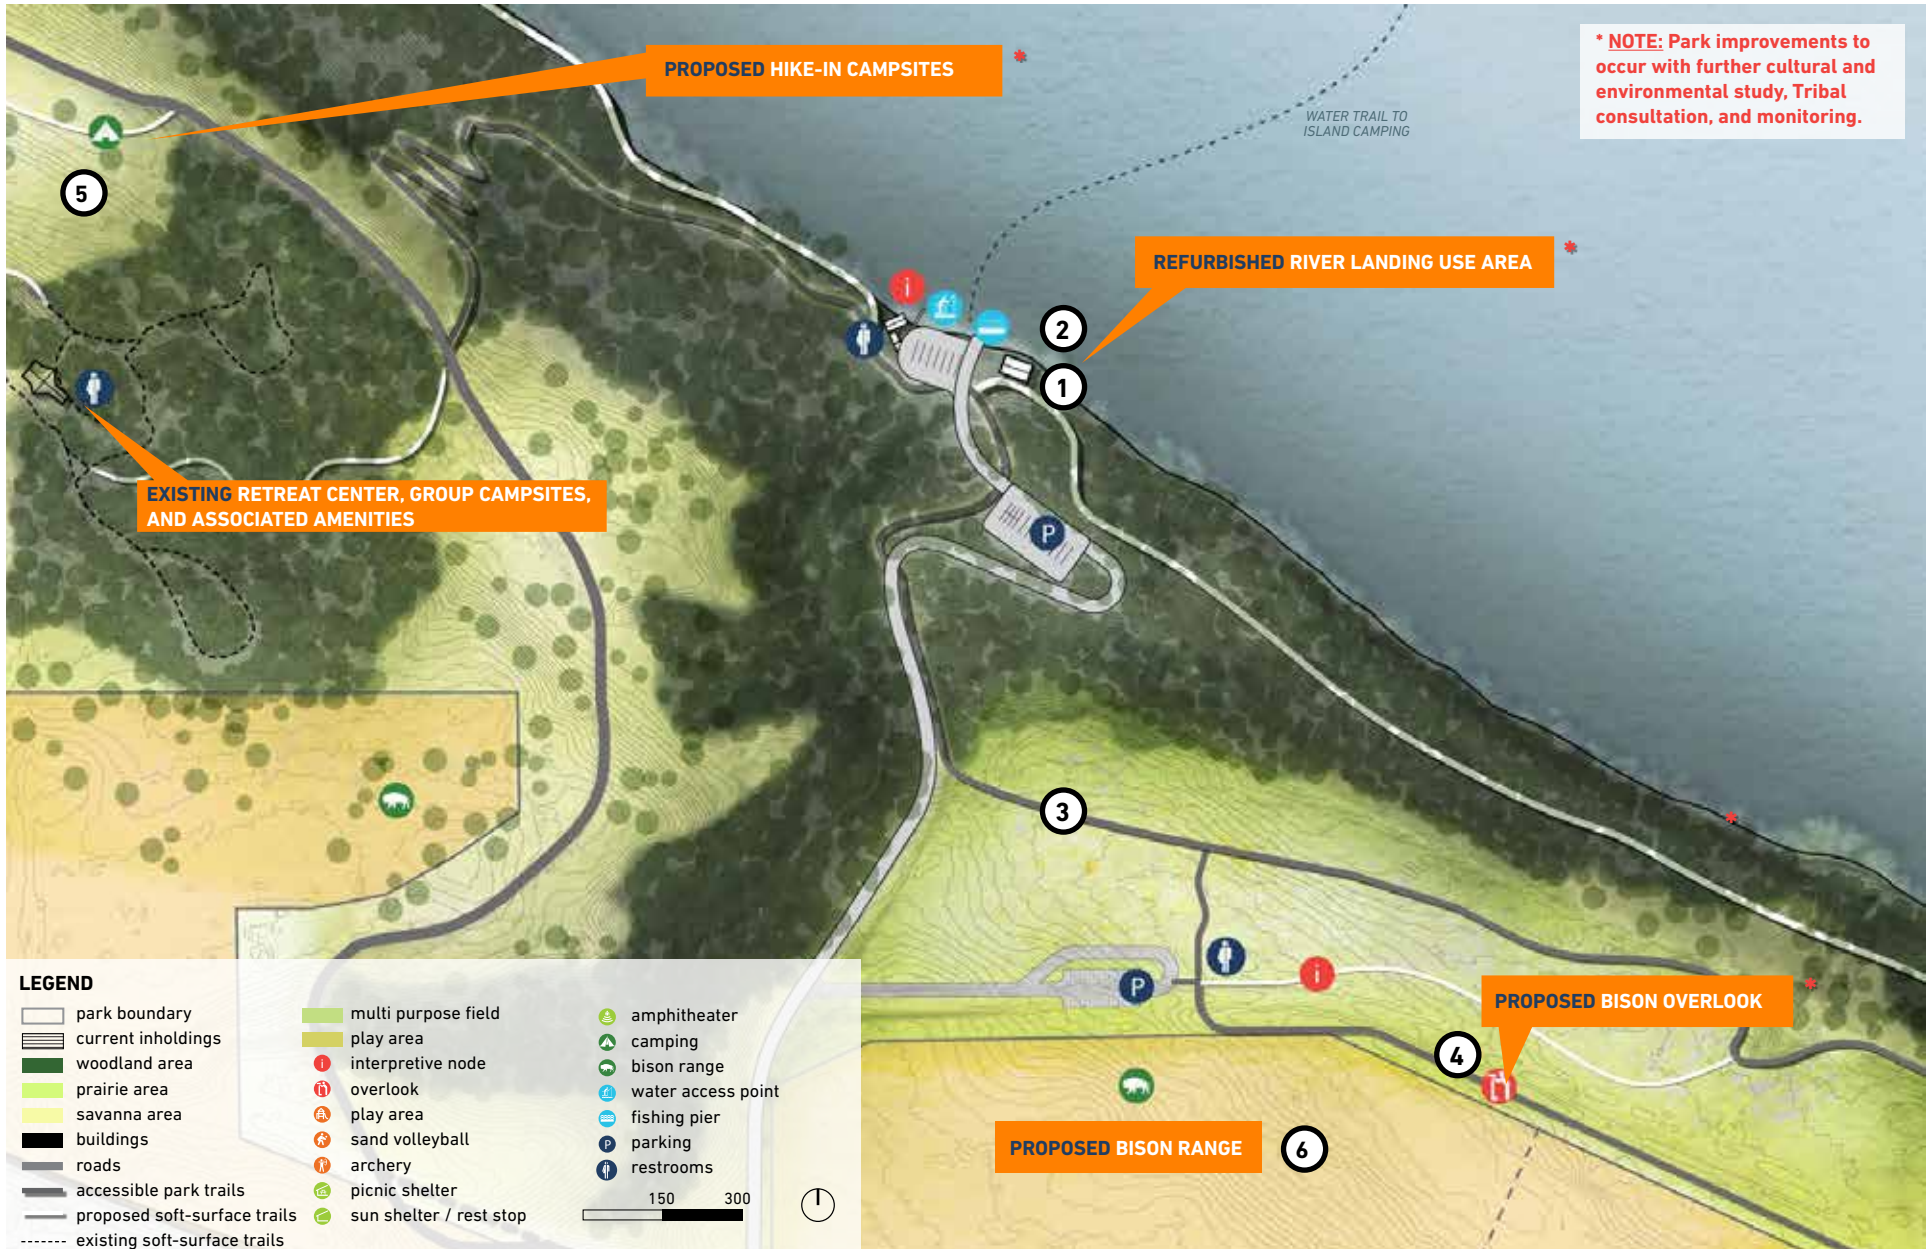 PROPOSED HIKE-IN CAMPSITES *
* NOTE: Park improvements to
occur with further cultural and
environmental study, Tribal
consultation, and monitoring.
WATER TRAIL TO
ISLAND CAMPING
5
REFURBISHED RIVER LANDING USE AREA *
i
2
1
EXISTING RETREAT CENTER, GROUP CAMPSITES,
AND ASSOCIATED AMENITIES
P
3
*
P
i
PROPOSED BISON OVERLOOK *
4
PROPOSED BISON RANGE
6
LEGEND
park boundary
current inholdings
woodland area
prairie area
savanna area
buildings
roads
accessible park trails
proposed soft-surface trails
existing soft-surface trails
multi purpose field
play area
i interpretive node
overlook
play area
sand volleyball
archery
picnic shelter
sun shelter / rest stop
amphitheater
camping
bison range
water access point
fishing pier
P parking
restrooms
150 300